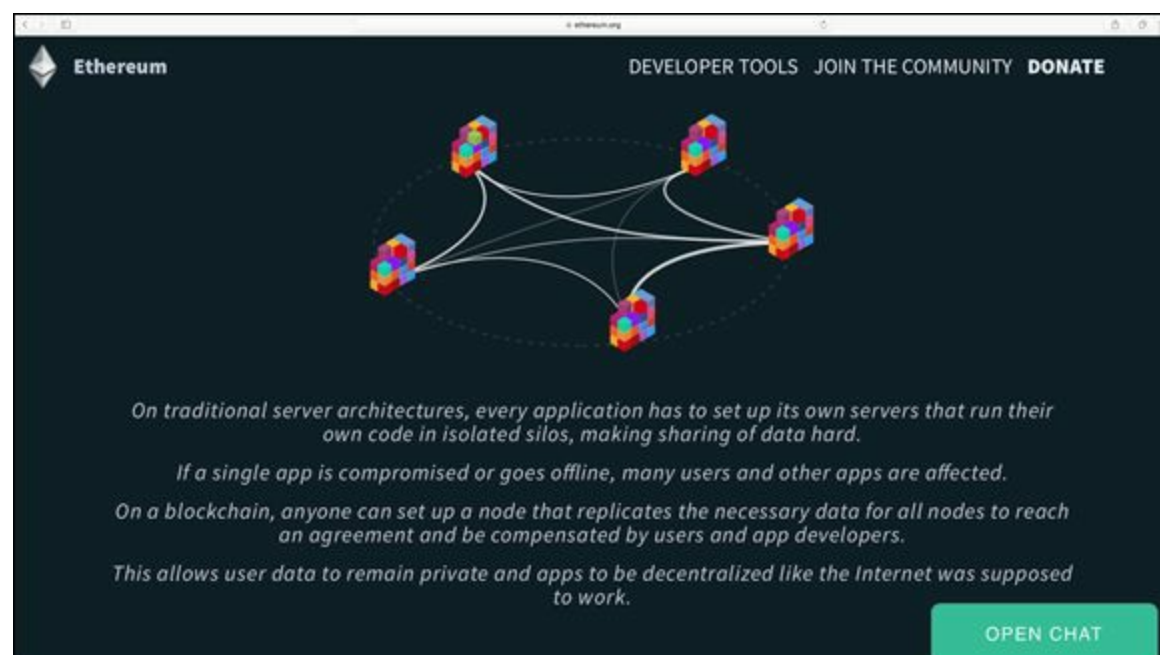 ethereum.org
Ethereum
DEVELOPER TOOLS JOIN THE COMMUNITY DONATE
On traditional server architectures, every application has to set up its own servers that run their
own code in isolated silos, making sharing of data hard.
If a single app is compromised or goes offline, many users and other apps are affected.
On a blockchain, anyone can set up a node that replicates the necessary data for all nodes to reach
an agreement and be compensated by users and app developers.
This allows user data to remain private and apps to be decentralized like the Internet was supposed
to work.
OPEN CHAT